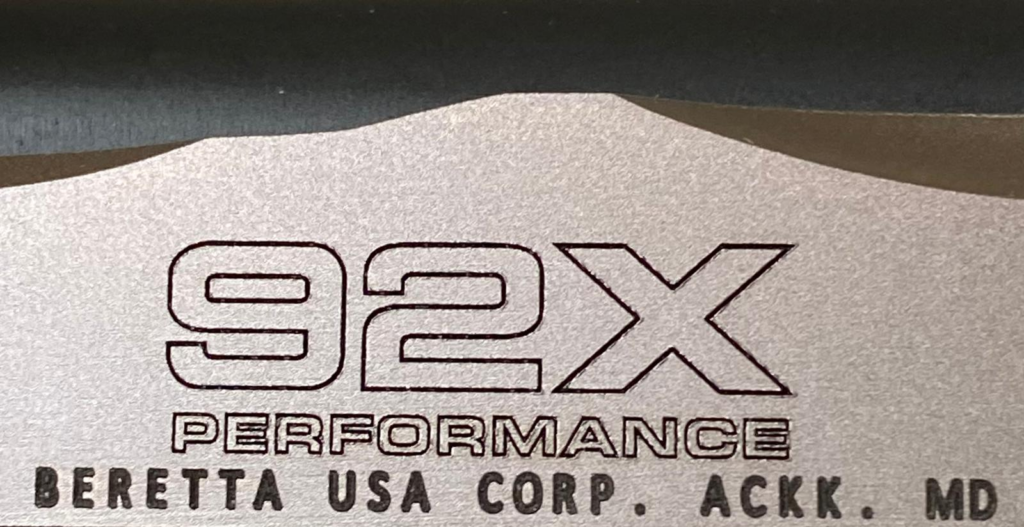 92X
PERFORMANCE
BERETTA USA CORP. ACKK. MD